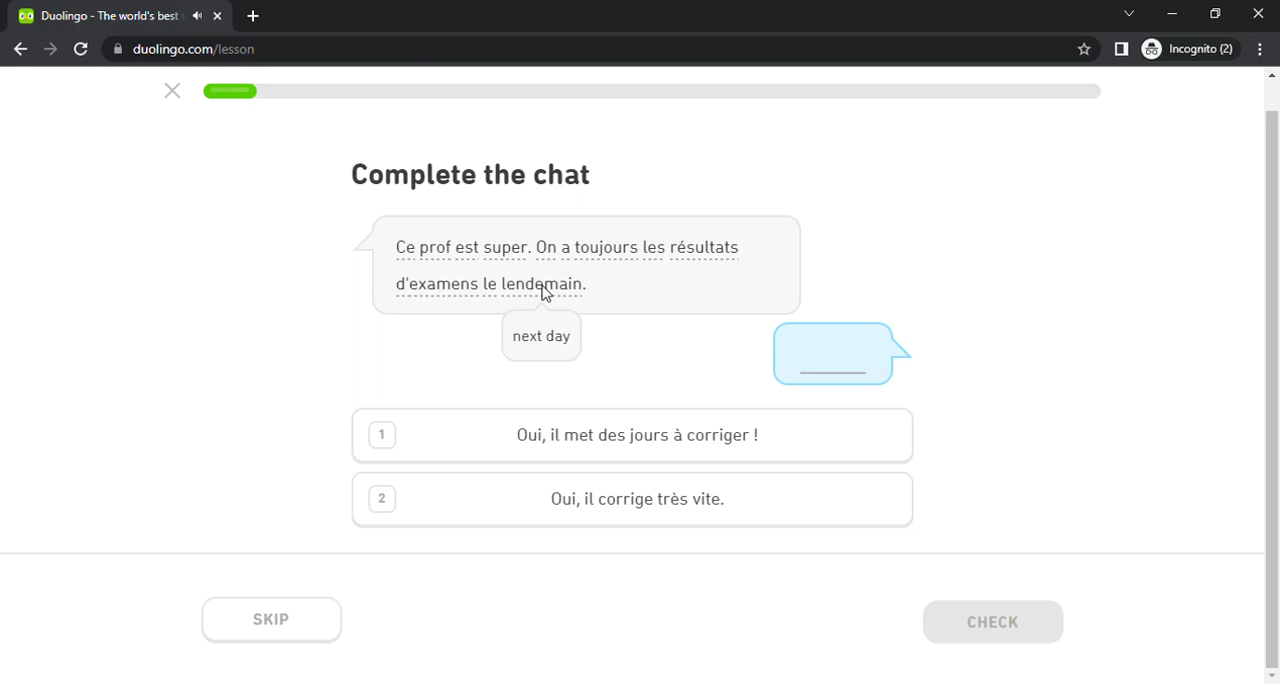 Duolingo - The world's best
duolingo.com/lesson
Incognito (2)
Complete the chat
Ce prof est super. On a toujours les résultats
d'examens le lendemain.
next day
1 Oui, il met des jours à corriger !
2 Oui, il corrige très vite.
SKIP
CHECK